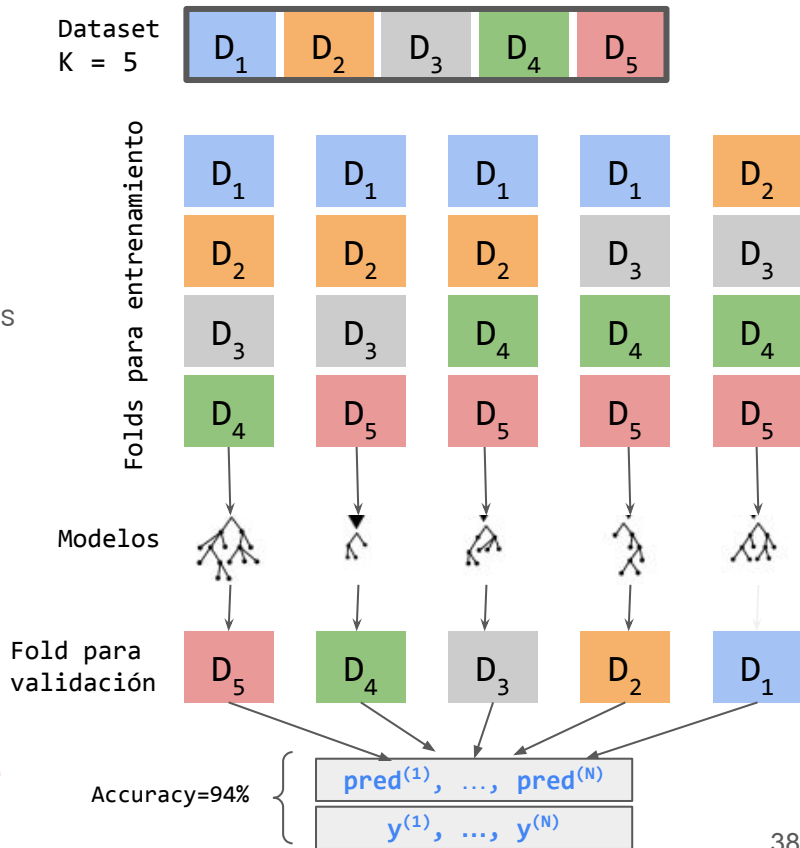 Dataset
K = 5
D1 D2 D3 D4 D5
Folds para entrenamiento
D1 D1 D1 D1 D2
D2 D2 D2 D3 D3
s
D3 D3 D4 D4 D4
D4 D5 D5 D5 D5
Modelos
Fold para
validación
D5 D4 D3 D2 D1
Accuracy=94%
pred(1), ..., pred(N)
y(1), ..., y(N)
38